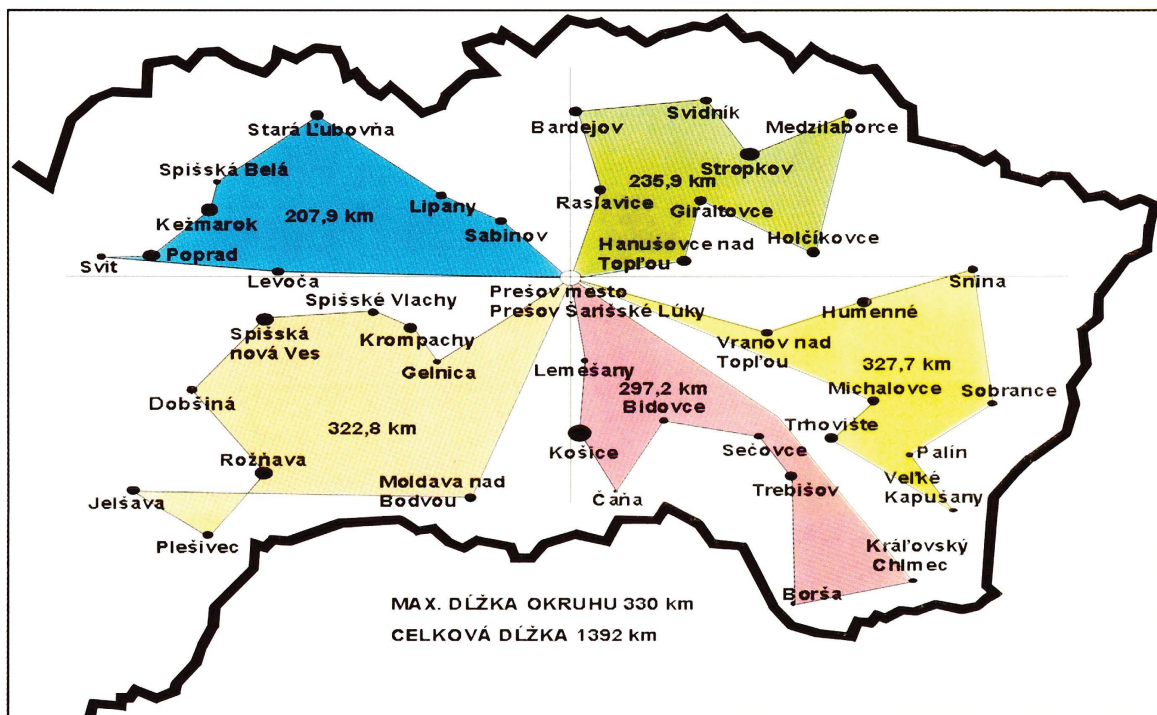 Stará Ľubovňa
Spišská Belá
Kežmarok
207,9 km
Lipany
Sabinov
Svit
Poprad
Levoča
Bardejov
Svidník
Medzilaborce
Stropkov
235,9 km
Raslavice
Giraltovce
Hanušovce nad
Topľou
Holčíkovce
Prešov mesto
Prešov Šarišské Lúky
Snina
Humenné
Vranov nad
Topľou
327,7 km
Michalovce
Sobrance
Trhovište
Palín
Veľké
Kapušany
Spišské Vlachy
Spišská
nová Ves
Krompachy
Gelnica
Dobšiná
322,8 km
Rožňava
Jelšava
Plešivec
Moldava nad
Bodvou
Lemešany
297,2 km
Bidovce
Košice
Čaňa
Sečovce
Trebišov
Kráľovský
Chlmec
Borša
MAX. DĹŽKA OKRUHU 330 km
CELKOVÁ DĹŽKA 1392 km